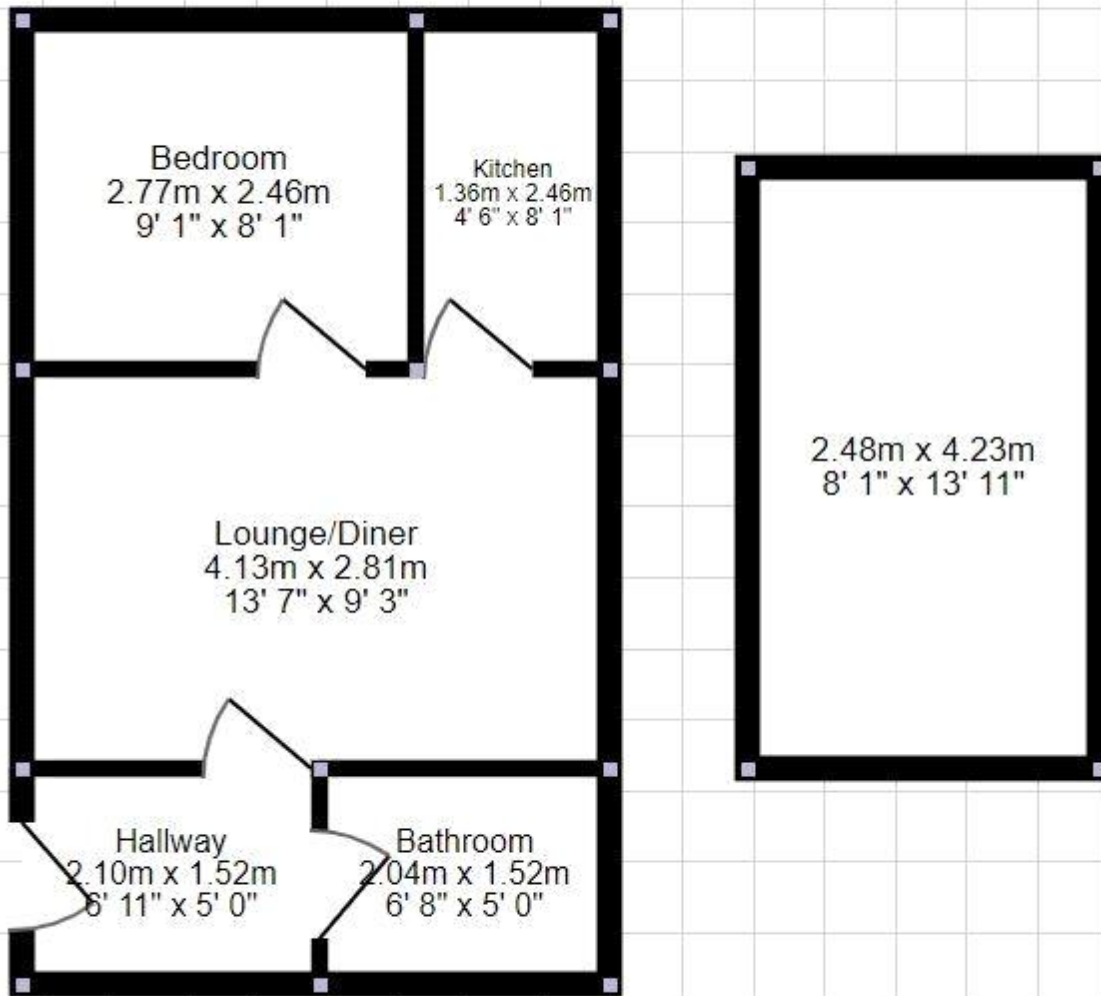 Bedroom
2.77m x 2.46m
9' 1" x 8' 1"
Kitchen
1.36m x 2.46m
4' 6" x 8' 1"
2.48m x 4.23m
8' 1" x 13' 11"
Lounge/Diner
4.13m x 2.81m
13' 7" x 9' 3"
Hallway
2.10m x 1.52m
6' 11" x 5' 0"
Bathroom
2.04m x 1.52m
6' 8" x 5' 0"